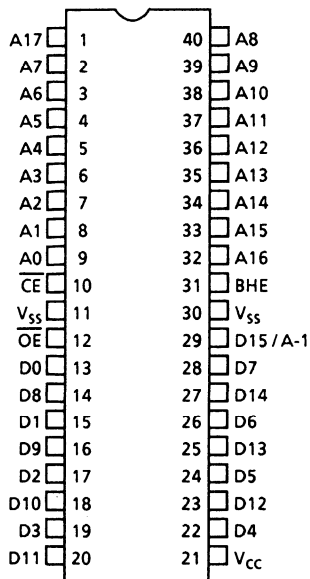 A17 1 40 A8
A7 2 39 A9
A6 3 38 A10
A5 4 37 A11
A4 5 36 A12
A3 6 35 A13
A2 7 34 A14
A1 8 33 A15
A0 9 32 A16
CE 10 31 BHE
VSS 11 30 VSS
OE 12 29 D15 / A-1
D0 13 28 D7
D8 14 27 D14
D1 15 26 D6
D9 16 25 D13
D2 17 24 D5
D10 18 23 D12
D3 19 22 D4
D11 20 21 VCC